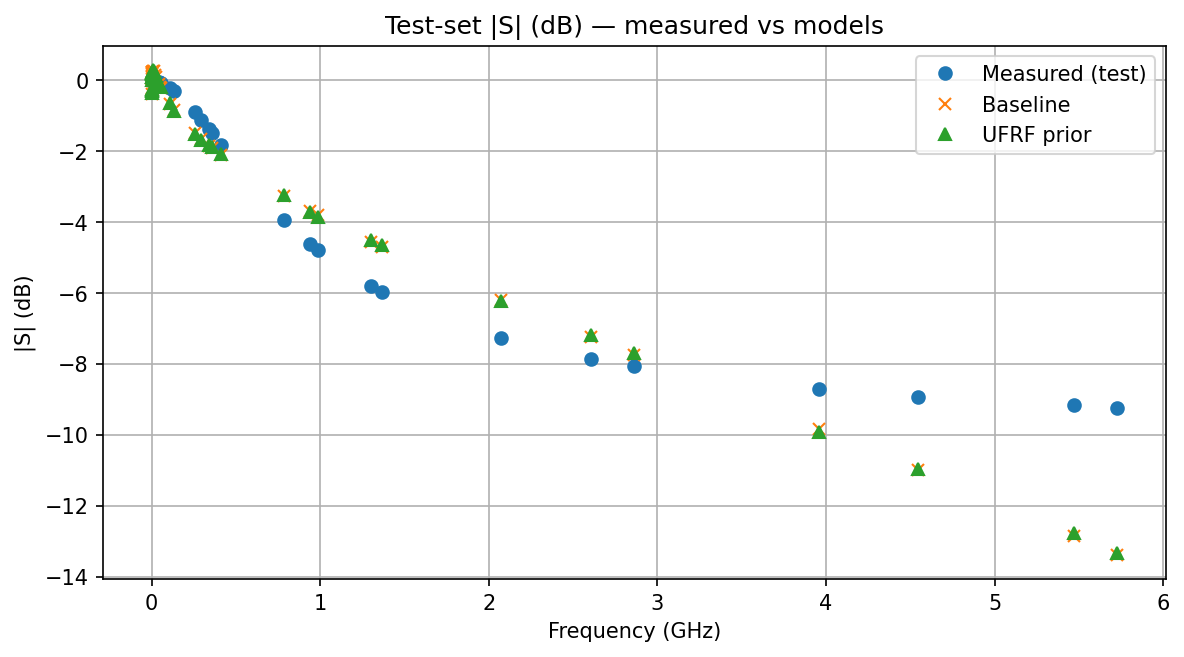 Test-set |S| (dB) — measured vs models
Measured (test)
Baseline
UFRF prior
|S| (dB)
0
−2
−4
−6
−8
−10
−12
−14
0 1 2 3 4 5 6
Frequency (GHz)